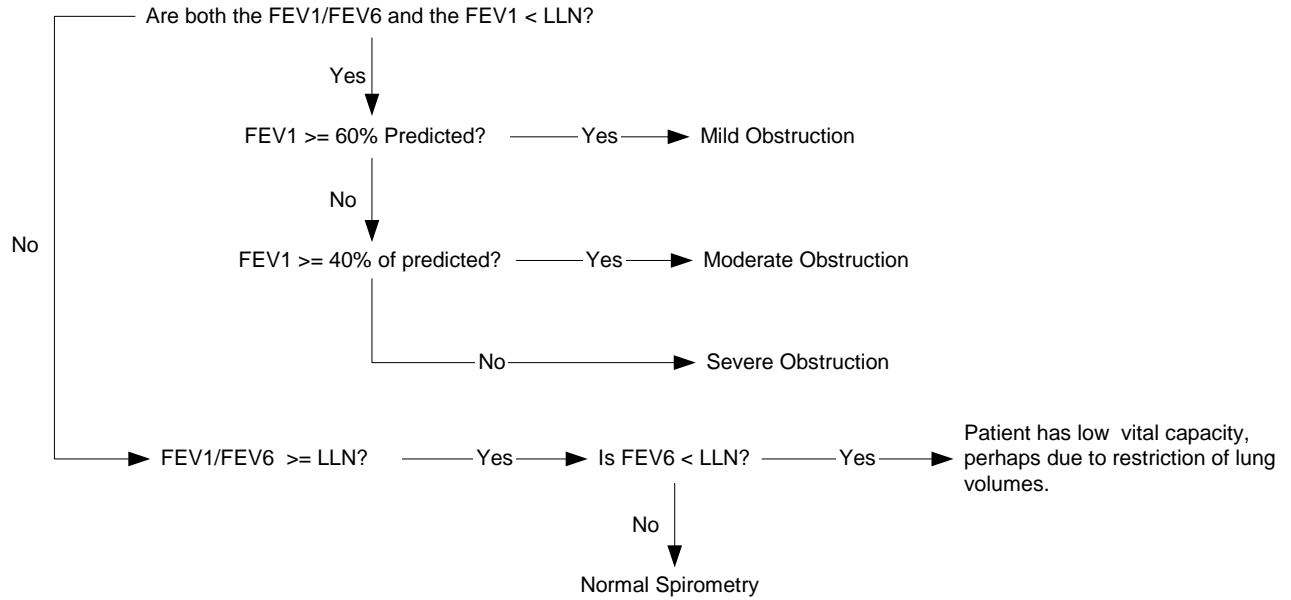 Are both the FEV1/FEV6 and the FEV1 < LLN?
Yes
FEV1 >= 60% Predicted?
Yes
Mild Obstruction
No
No
FEV1 >= 40% of predicted?
Yes
Moderate Obstruction
No
Severe Obstruction
FEV1/FEV6 >= LLN?
Yes
Is FEV6 < LLN?
Yes
Patient has low vital capacity,
perhaps due to restriction of lung
volumes.
No
Normal Spirometry